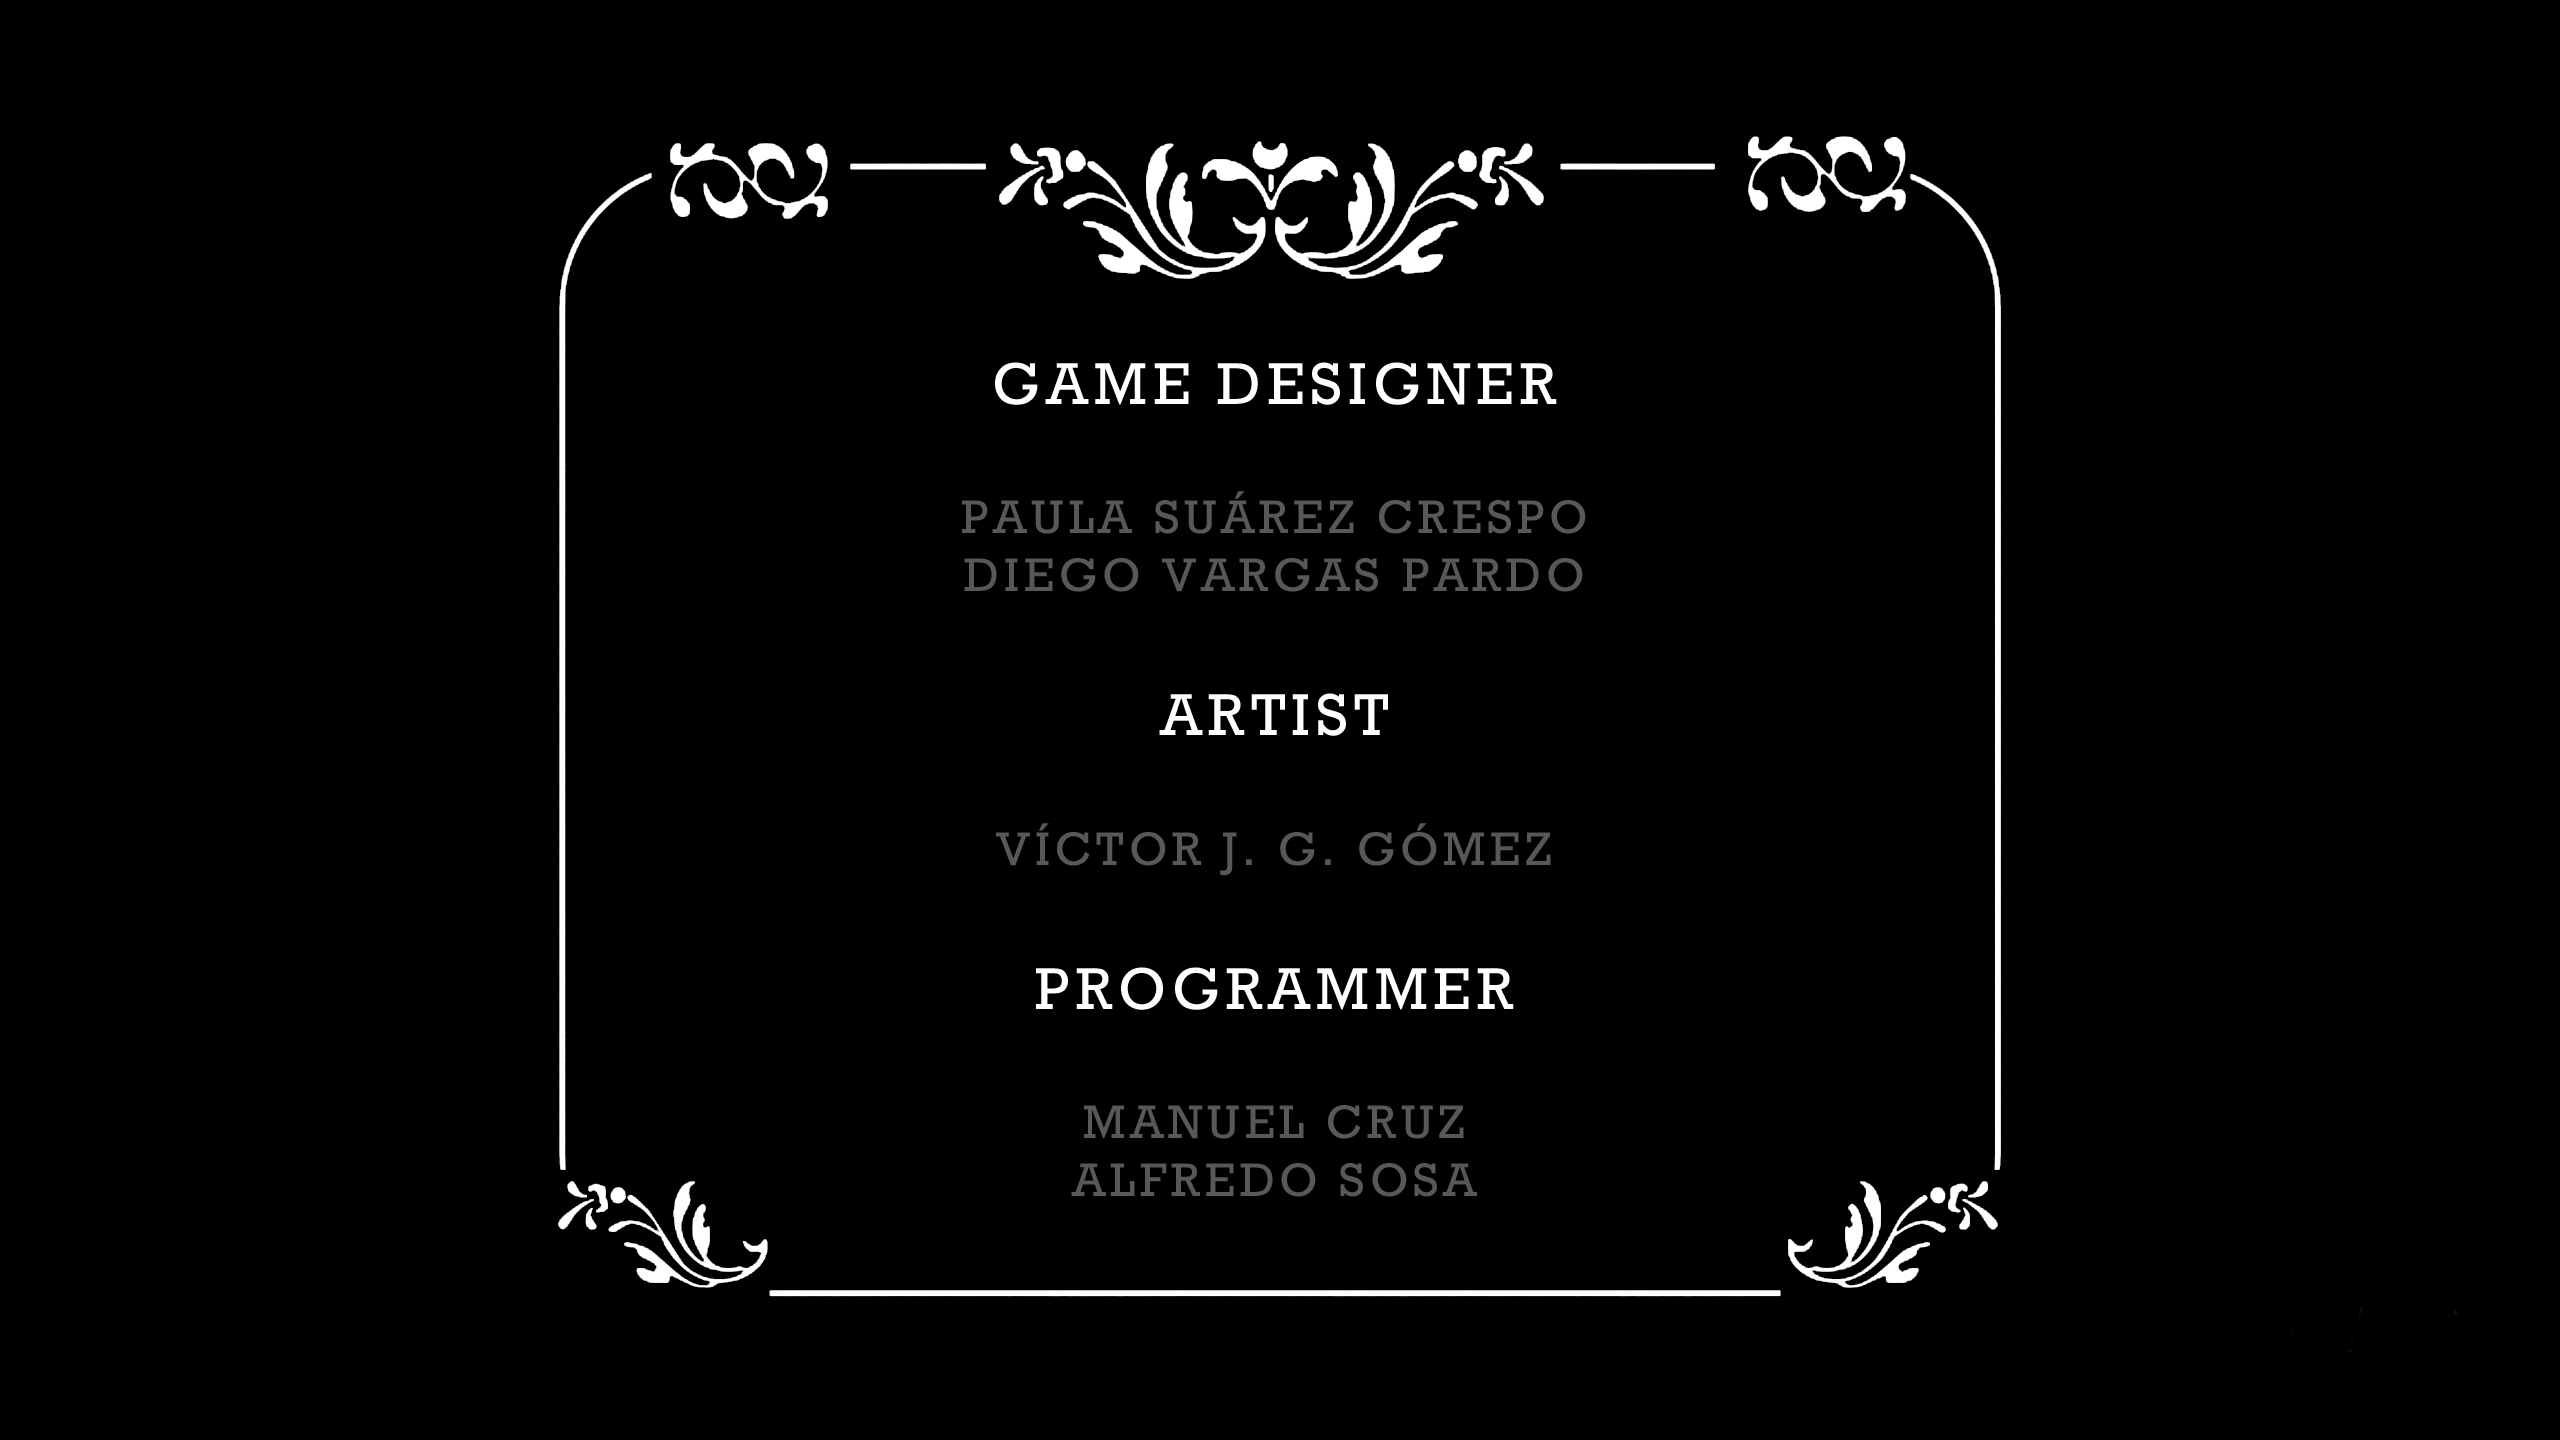 GAME DESIGNER
PAULA SUÁREZ CRESPO
DIEGO VARGAS PARDO
ARTIST
VÍCTOR J. G. GÓMEZ
PROGRAMMER
MANUEL CRUZ
ALFREDO SOSA